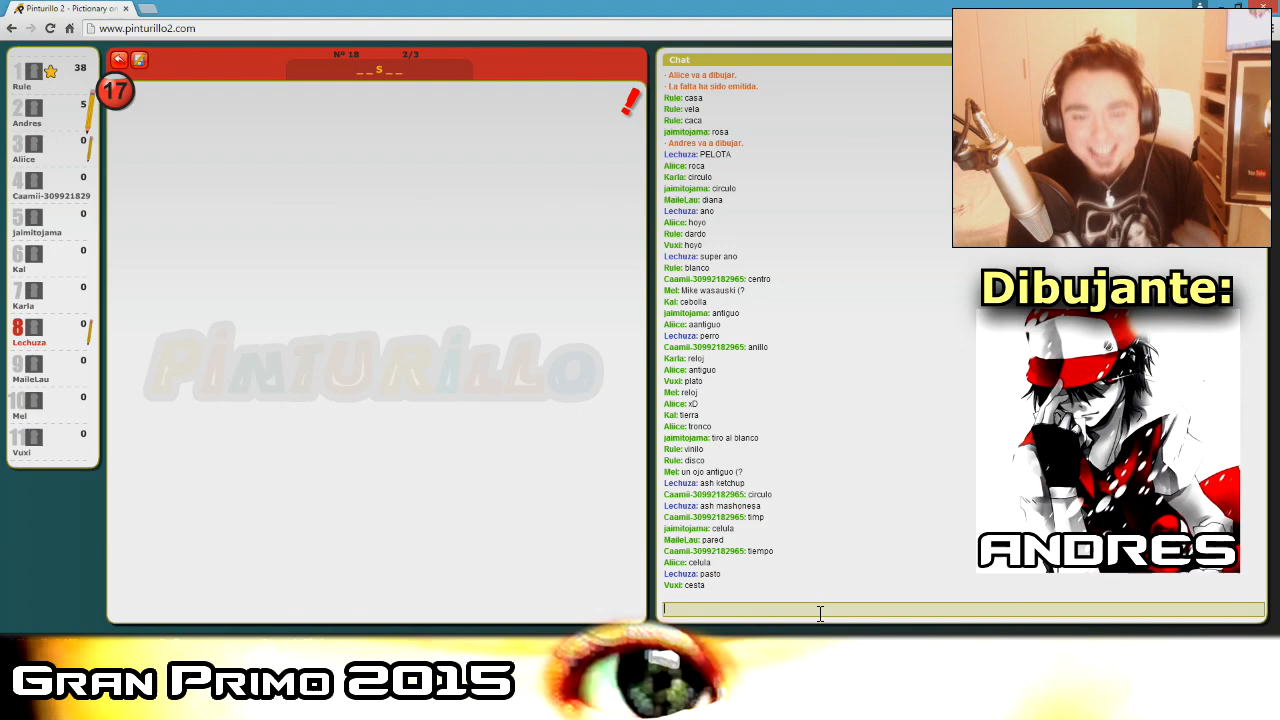 Pinturillo 2 - Pictionary on
www.pinturillo2.com
Nº 18 2/3
_ _ S _ _
17
1 38
Rule
2 5
Andres
3 0
Aliice
4 0
Caamii-309921829
5 0
jaimitojama
6 0
Kal
7 0
Karla
8 0
Lechuza
9 0
MaileLau
10 0
Mel
11 0
Vuxi
PINTURILLO
Chat
· Aliice va a dibujar.
· La falta ha sido emitida.
Rule: casa
Rule: vela
Rule: caca
jaimitojama: rosa
· Andres va a dibujar.
Lechuza: PELOTA
Aliice: roca
Karla: circulo
jaimitojama: circulo
MaileLau: diana
Lechuza: ano
Aliice: hoyo
Rule: dardo
Vuxi: hoyo
Lechuza: super ano
Rule: blanco
Caamii-30992182965: centro
Mel: Mike wasauski (?
Kal: cebolla
jaimitojama: antiguo
Aliice: aantiguo
Lechuza: perro
Caamii-30992182965: anillo
Karla: reloj
Aliice: antiguo
Vuxi: plato
Mel: reloj
Aliice: xD
Kal: tierra
Aliice: tronco
jaimitojama: tiro al blanco
Rule: vinilo
Rule: disco
Mel: un ojo antiguo (?
Lechuza: ash ketchup
Caamii-30992182965: circulo
Lechuza: ash mashonesa
Caamii-30992182965: timp
jaimitojama: celula
MaileLau: pared
Caamii-30992182965: tiempo
Aliice: celula
Lechuza: pasto
Vuxi: cesta
Dibujante:
ANDRES
GRAN PRIMO 2015